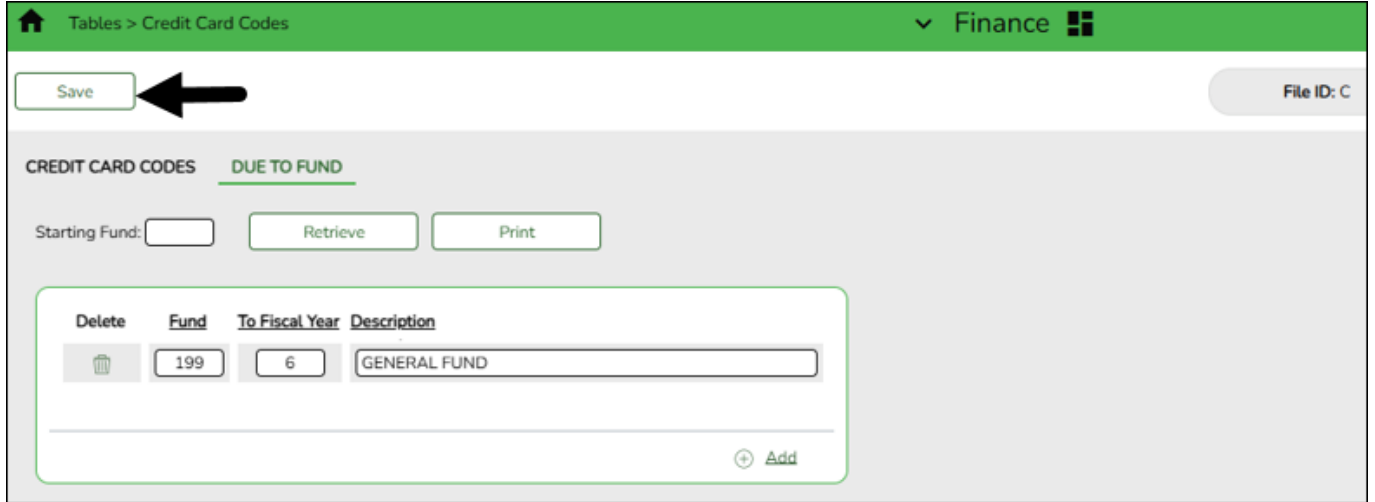 Tables > Credit Card Codes Finance
Save File ID: C
CREDIT CARD CODES DUE TO FUND
Starting Fund: Retrieve Print
Delete Fund To Fiscal Year Description
199 6 GENERAL FUND
Add